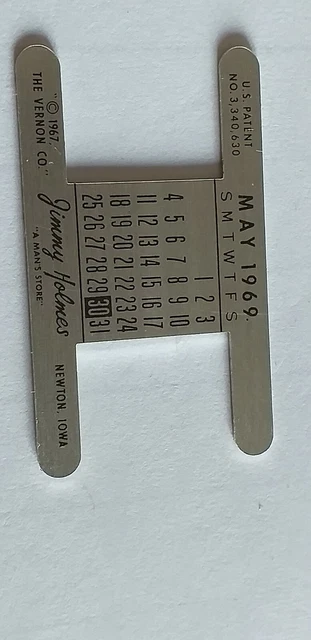 U.S. PATENT
NO. 3,340,630
MAY 1969
S M T W T F S
1 2 3
4 5 6 7 8 9 10
11 12 13 14 15 16 17
18 19 20 21 22 23 24
25 26 27 28 29 30 31
"© 1967
THE VERNON CO."
Jimmy Holmes
"A MAN'S STORE"
NEWTON, IOWA